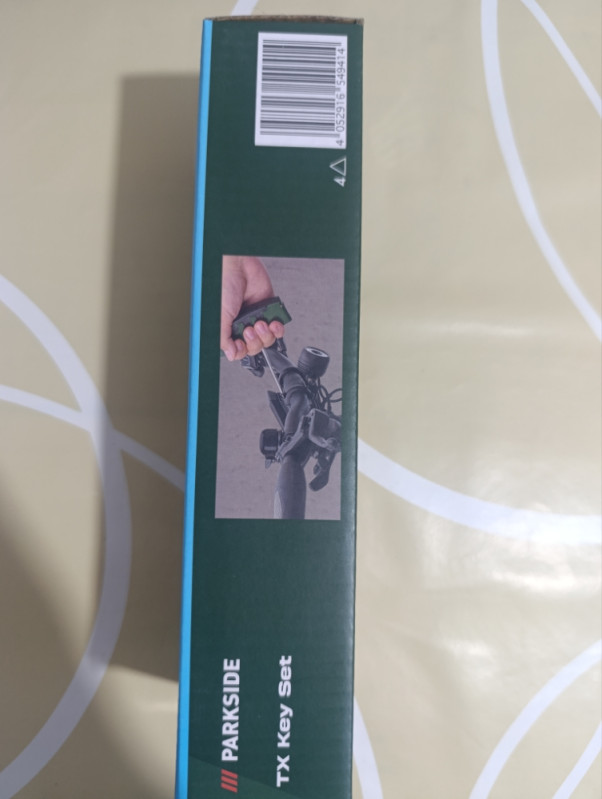 /// PARKSIDE
TX Key Set
4
4 052916 549414